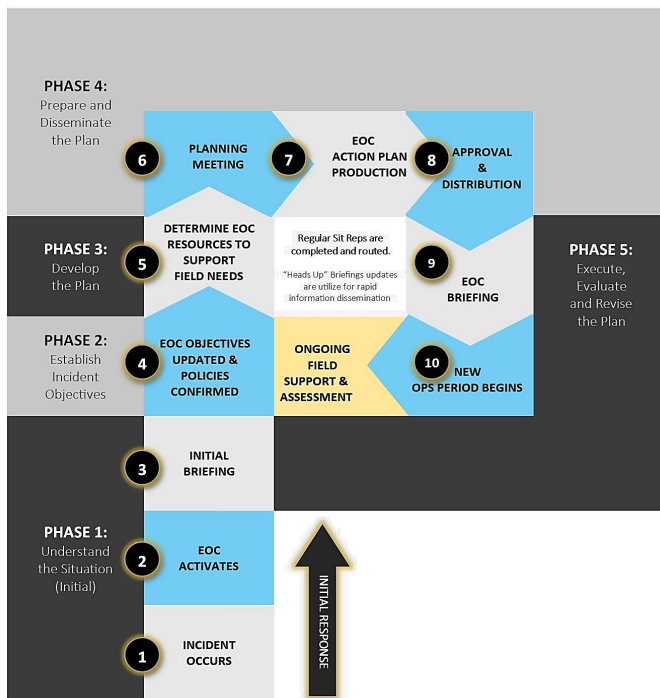 PHASE 4:
Prepare and
Disseminate
the Plan
6
PLANNING
MEETING
7
EOC
ACTION PLAN
PRODUCTION
8
APPROVAL
&
DISTRIBUTION
PHASE 3:
Develop
the Plan
5
DETERMINE EOC
RESOURCES TO
SUPPORT
FIELD NEEDS
Regular Sit Reps are
completed and routed.
"Heads Up" Briefings updates
are utilize for rapid
information dissemination
9
EOC
BRIEFING
PHASE 5:
Execute,
Evaluate
and Revise
the Plan
PHASE 2:
Establish
Incident
Objectives
4
EOC OBJECTIVES
UPDATED &
POLICIES
CONFIRMED
ONGOING
FIELD
SUPPORT &
ASSESSMENT
10
NEW
OPS PERIOD BEGINS
3
INITIAL
BRIEFING
PHASE 1:
Understand
the Situation
(Initial)
2
EOC
ACTIVATES
1
INCIDENT
OCCURS
INITIAL RESPONSE